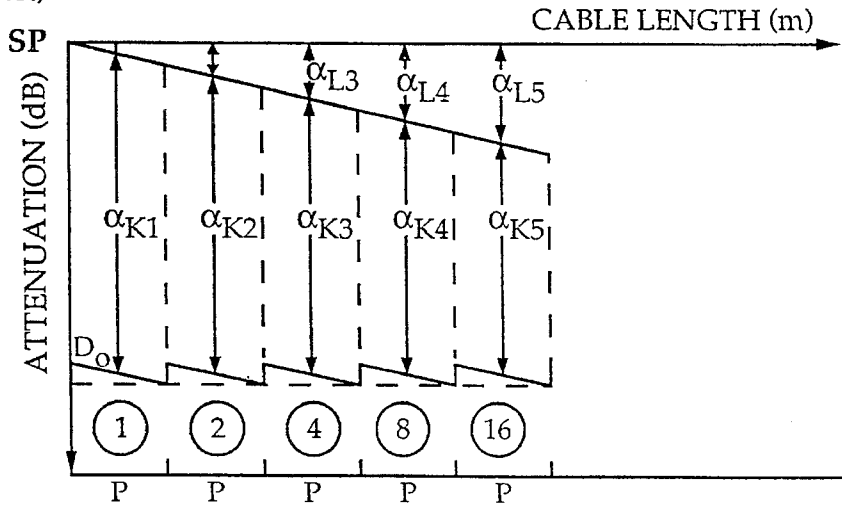 CABLE LENGTH (m)
SP
ATTENUATION (dB)
αL3
αL4
αL5
αK1
αK2
αK3
αK4
αK5
Do
1
2
4
8
16
P
P
P
P
P